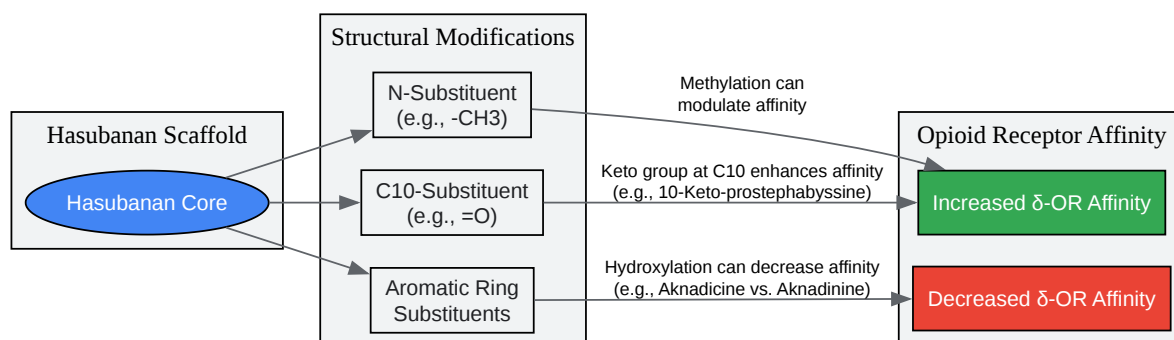 Hasubanan Scaffold
Hasubanan Core
Structural Modifications
N-Substituent
(e.g., -CH3)
C10-Substituent
(e.g., =O)
Aromatic Ring
Substituents
Methylation can
modulate affinity
Keto group at C10 enhances affinity
(e.g., 10-Keto-prostephabyssine)
Hydroxylation can decrease affinity
(e.g., Aknadicine vs. Aknadinine)
Opioid Receptor Affinity
Increased δ-OR Affinity
Decreased δ-OR Affinity